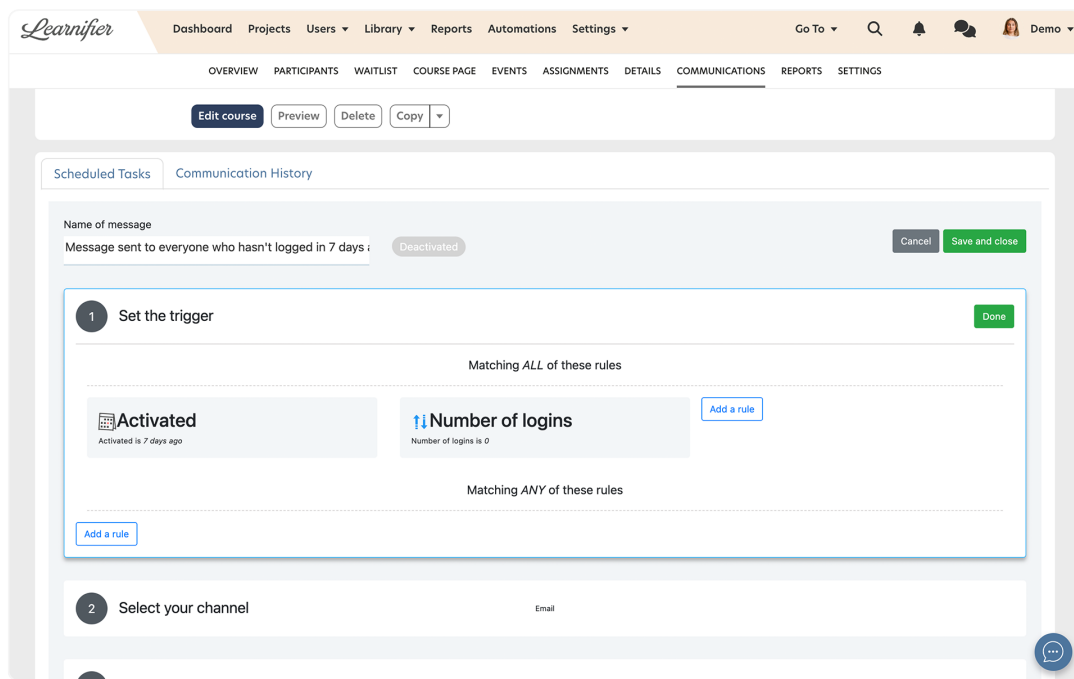 Learnifier
Dashboard Projects Users Library Reports Automations Settings Go To Demo
OVERVIEW PARTICIPANTS WAITLIST COURSE PAGE EVENTS ASSIGNMENTS DETAILS COMMUNICATIONS REPORTS SETTINGS
Edit course Preview Delete Copy
Scheduled Tasks Communication History
Name of message
Message sent to everyone who hasn't logged in 7 days Deactivated Cancel Save and close
1 Set the trigger Done
Matching ALL of these rules
Activated Number of logins Add a rule
Activated is 7 days ago Number of logins is 0
Matching ANY of these rules
Add a rule
2 Select your channel Email